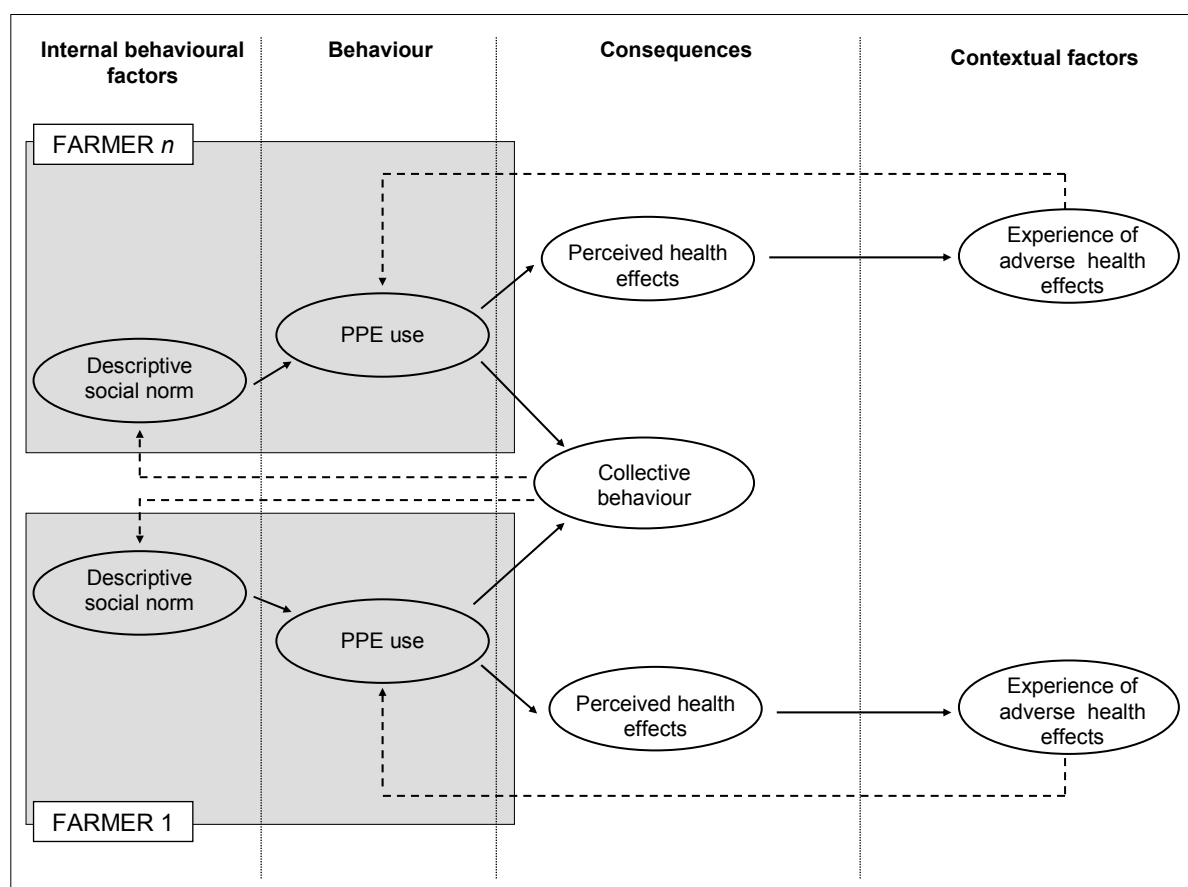 Internal behavioural
factors
Behaviour
Consequences
Contextual factors
FARMER n
Perceived health
effects
Experience of
adverse health
effects
PPE use
Descriptive
social norm
Collective
behaviour
Descriptive
social norm
PPE use
Perceived health
effects
Experience of
adverse health
effects
FARMER 1